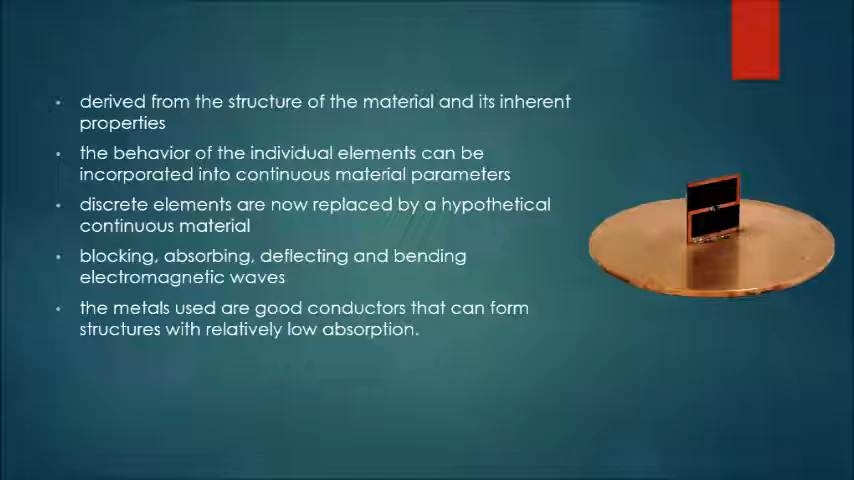 derived from the structure of the material and its inherent
properties
the behavior of the individual elements can be
incorporated into continuous material parameters
discrete elements are now replaced by a hypothetical
continuous material
blocking, absorbing, deflecting and bending
electromagnetic waves
the metals used are good conductors that can form
structures with relatively low absorption.